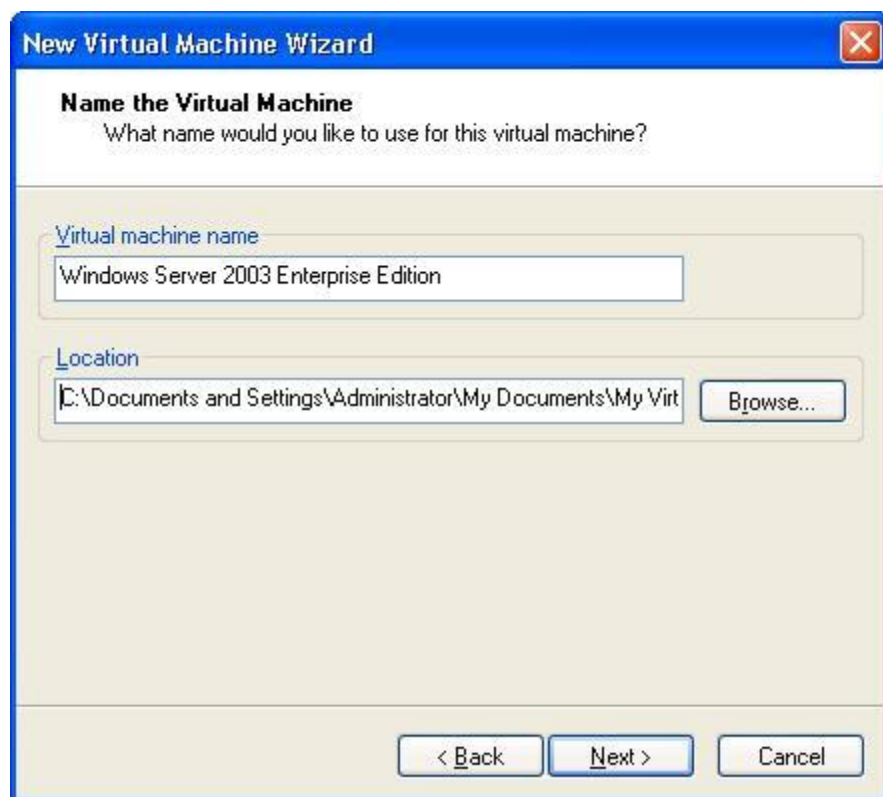 New Virtual Machine Wizard
Name the Virtual Machine
What name would you like to use for this virtual machine?
Virtual machine name
Windows Server 2003 Enterprise Edition
Location
C:\Documents and Settings\Administrator\My Documents\My Virt
Browse...
< Back Next > Cancel